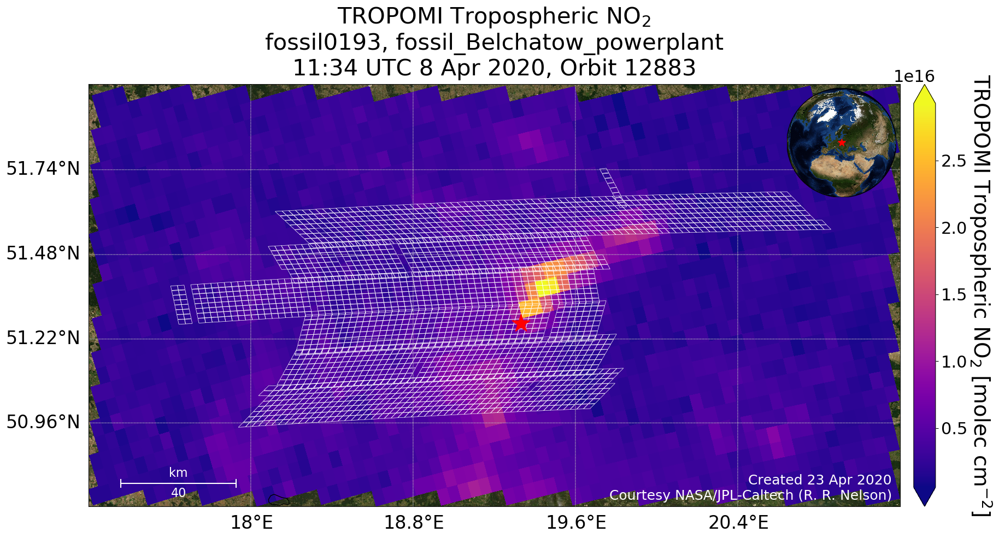 TROPOMI Tropospheric NO₂
fossil0193, fossil_Belchatow_powerplant
11:34 UTC 8 Apr 2020, Orbit 12883
1e16
51.74°N
51.48°N
51.22°N
50.96°N
18°E
18.8°E
19.6°E
20.4°E
km
40
Created 23 Apr 2020
Courtesy NASA/JPL-Caltech (R. R. Nelson)
2.5
2.0
1.5
1.0
0.5
TROPOMI Tropospheric NO₂ [molec cm⁻²]